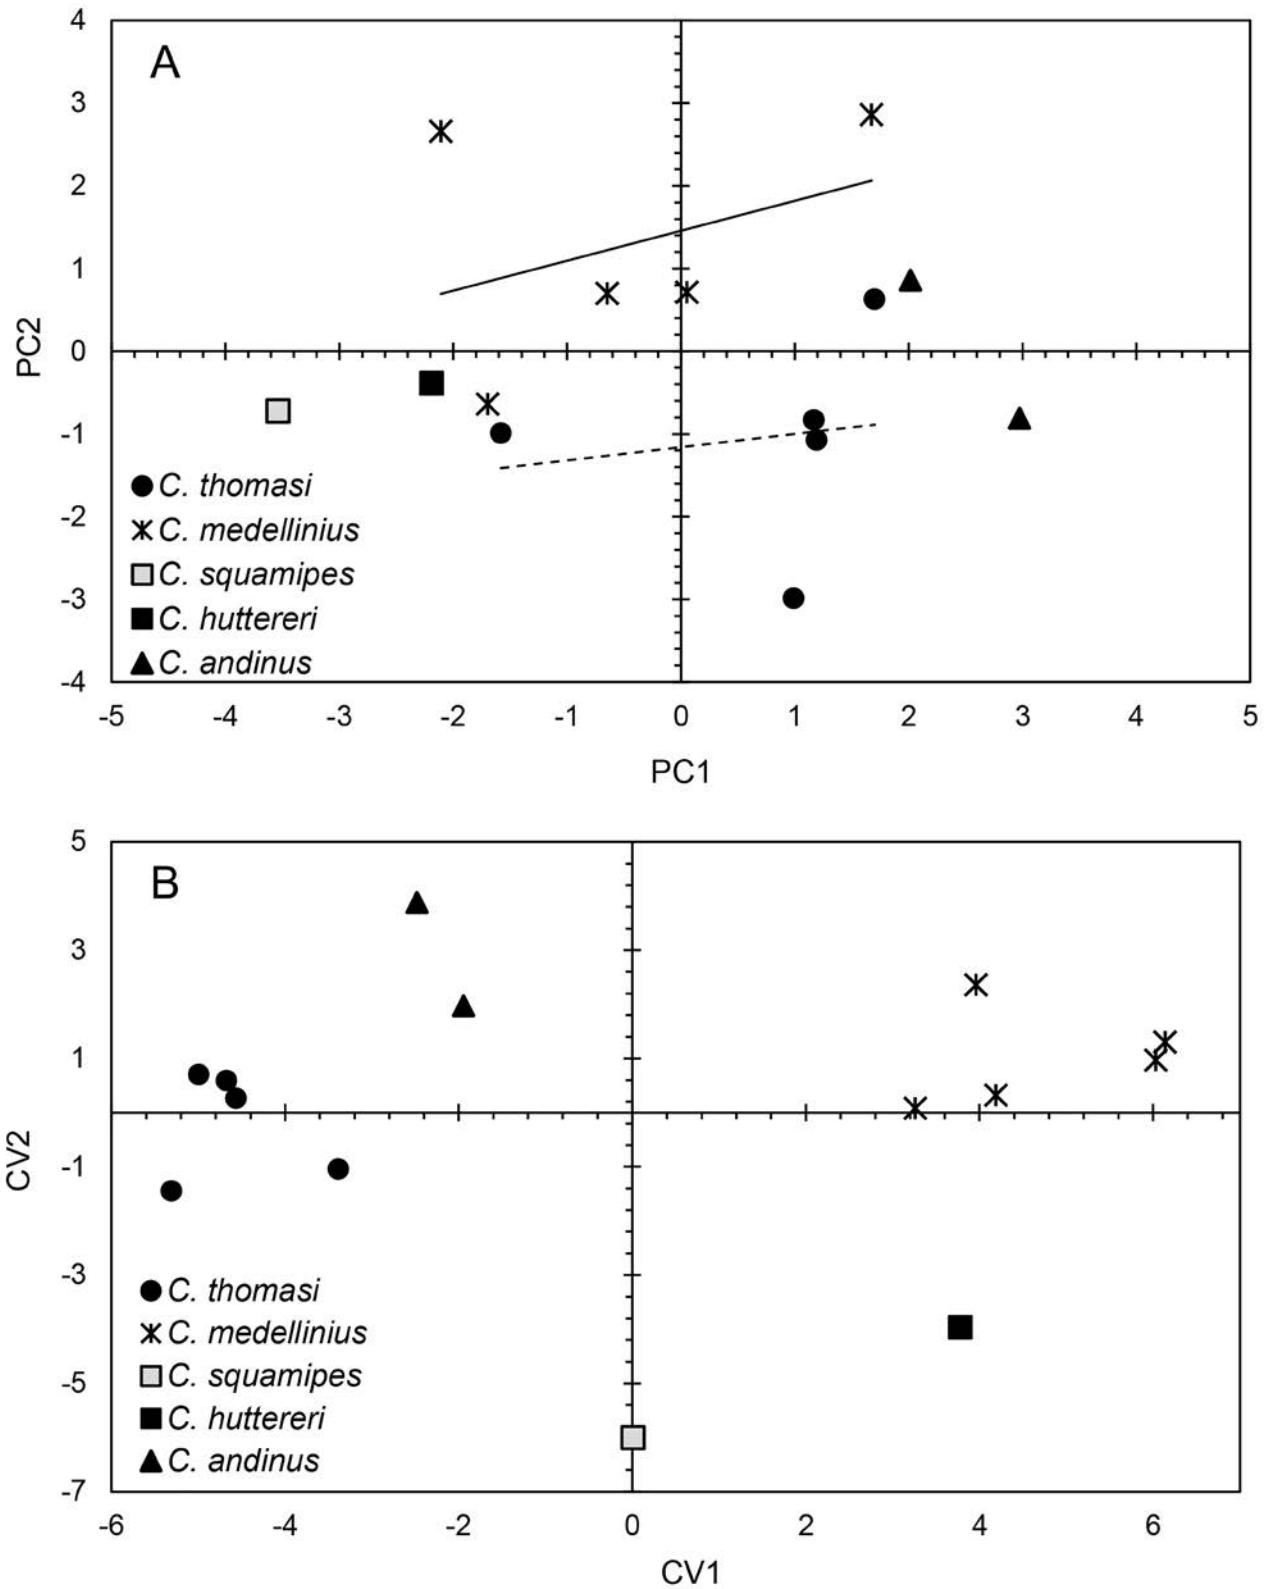 A
4
3
2
1
0
-1
-2
-3
-4
PC2
C. thomasi
C. medellinius
C. squamipes
C. huttereri
C. andinus
-5 -4 -3 -2 -1 0 1 2 3 4 5
PC1
B
5
3
1
-1
-3
-5
-7
CV2
C. thomasi
C. medellinius
C. squamipes
C. huttereri
C. andinus
-6 -4 -2 0 2 4 6
CV1